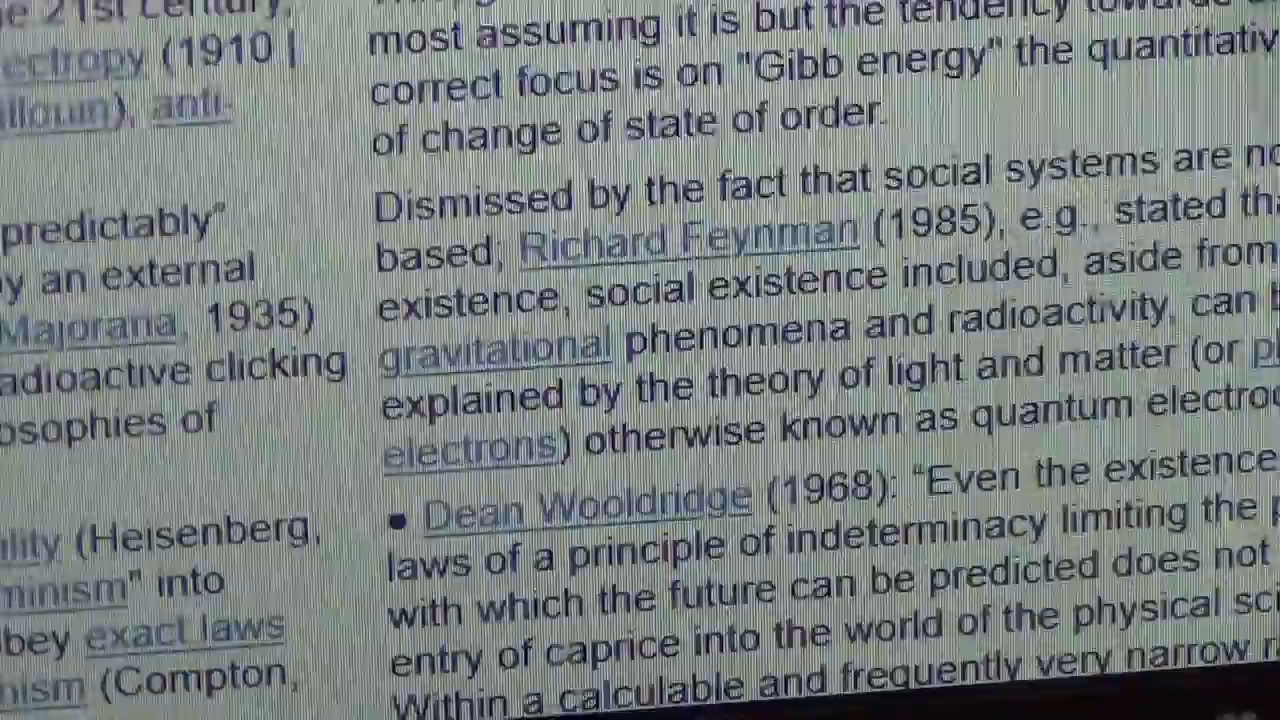 e 21st century,
ectropy (1910 |
illouin), anti-
predictably"
y an external
Majorana, 1935)
adioactive clicking
osophies of
ility (Heisenberg,
minism" into
bey exact laws
nism (Compton,
most assuming it is but the tendency towards
correct focus is on "Gibb energy" the quantitativ
of change of state of order.
Dismissed by the fact that social systems are no
based; Richard Feynman (1985), e.g., stated tha
existence, social existence included, aside from
gravitational phenomena and radioactivity, can
explained by the theory of light and matter (or
electrons) otherwise known as quantum electro
• Dean Wooldridge (1968): “Even the existence
laws of a principle of indeterminacy limiting the
with which the future can be predicted does not
entry of caprice into the world of the physical sc
Within a calculable and frequently very narrow